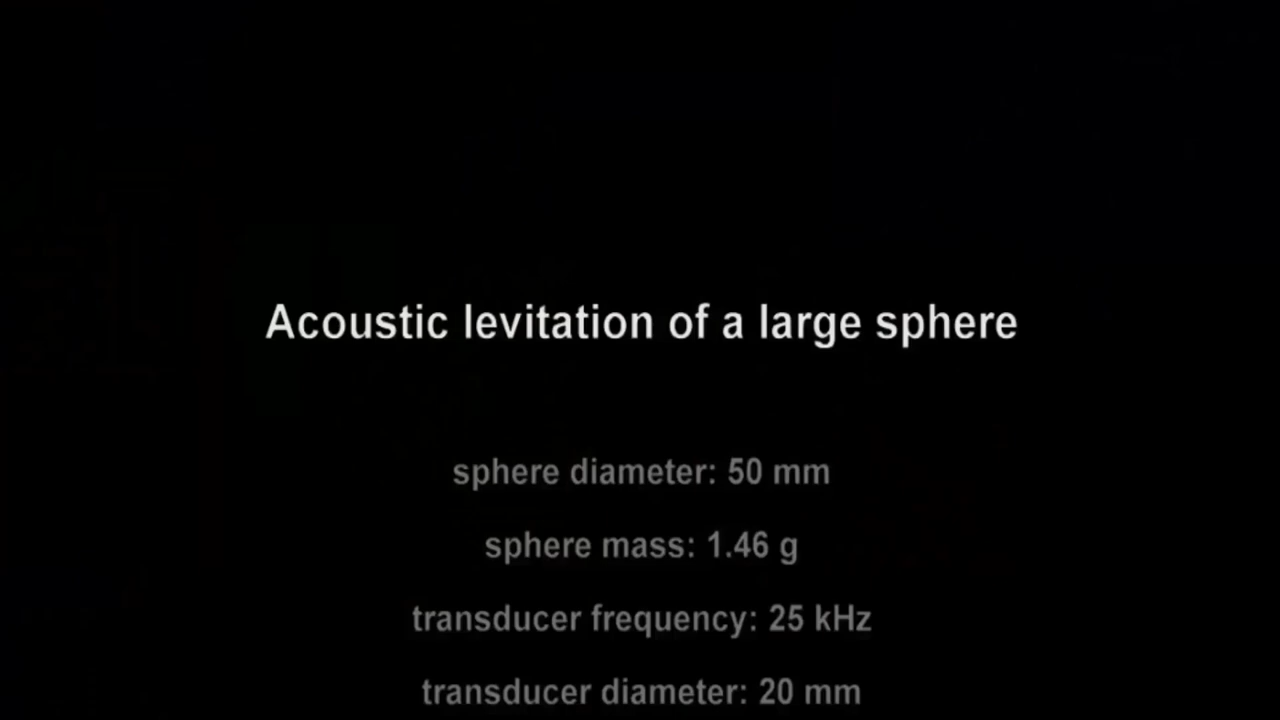 Acoustic levitation of a large sphere
sphere diameter: 50 mm
sphere mass: 1.46 g
transducer frequency: 25 kHz
transducer diameter: 20 mm